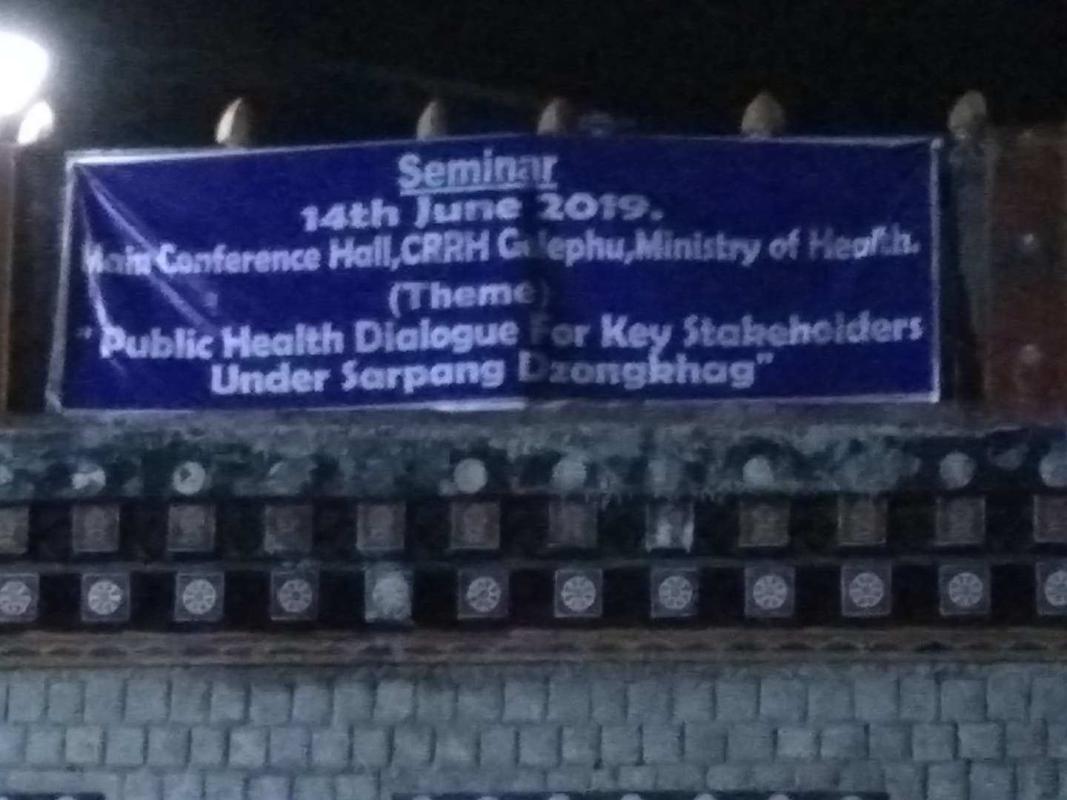 Seminar
14th June 2019.
Main Conference Hall,CRRH Gelephu,Ministry of Health.
(Theme)
" Public Health Dialogue For Key Stakeholders
Under Sarpang Dzongkhag"